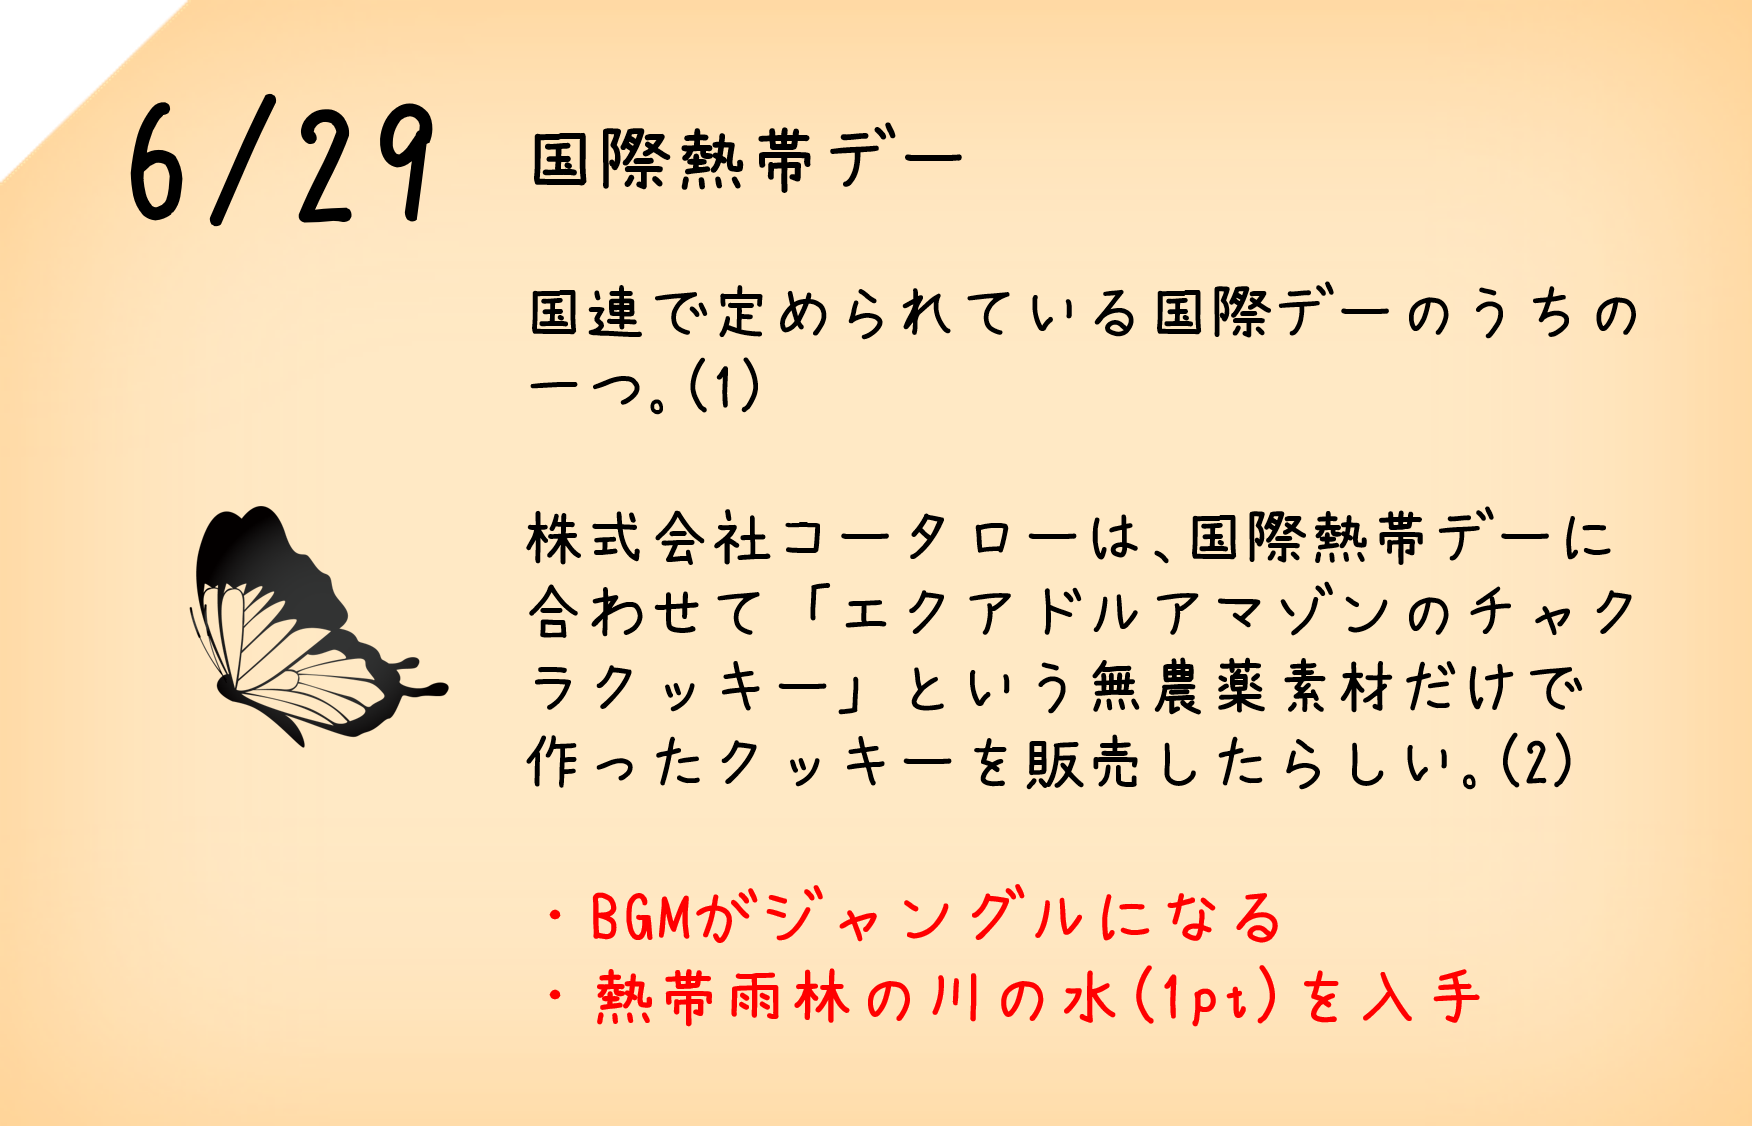 6/29
国際熱帯デー
国連で定められている国際デーのうちの
一つ。(1)
株式会社コータローは、国際熱帯デーに
合わせて「エクアドルアマゾンのチャク
ラクッキー」という無農薬素材だけで
作ったクッキーを販売したらしい。(2)
・BGMがジャングルになる
・熱帯雨林の川の水(1pt)を入手